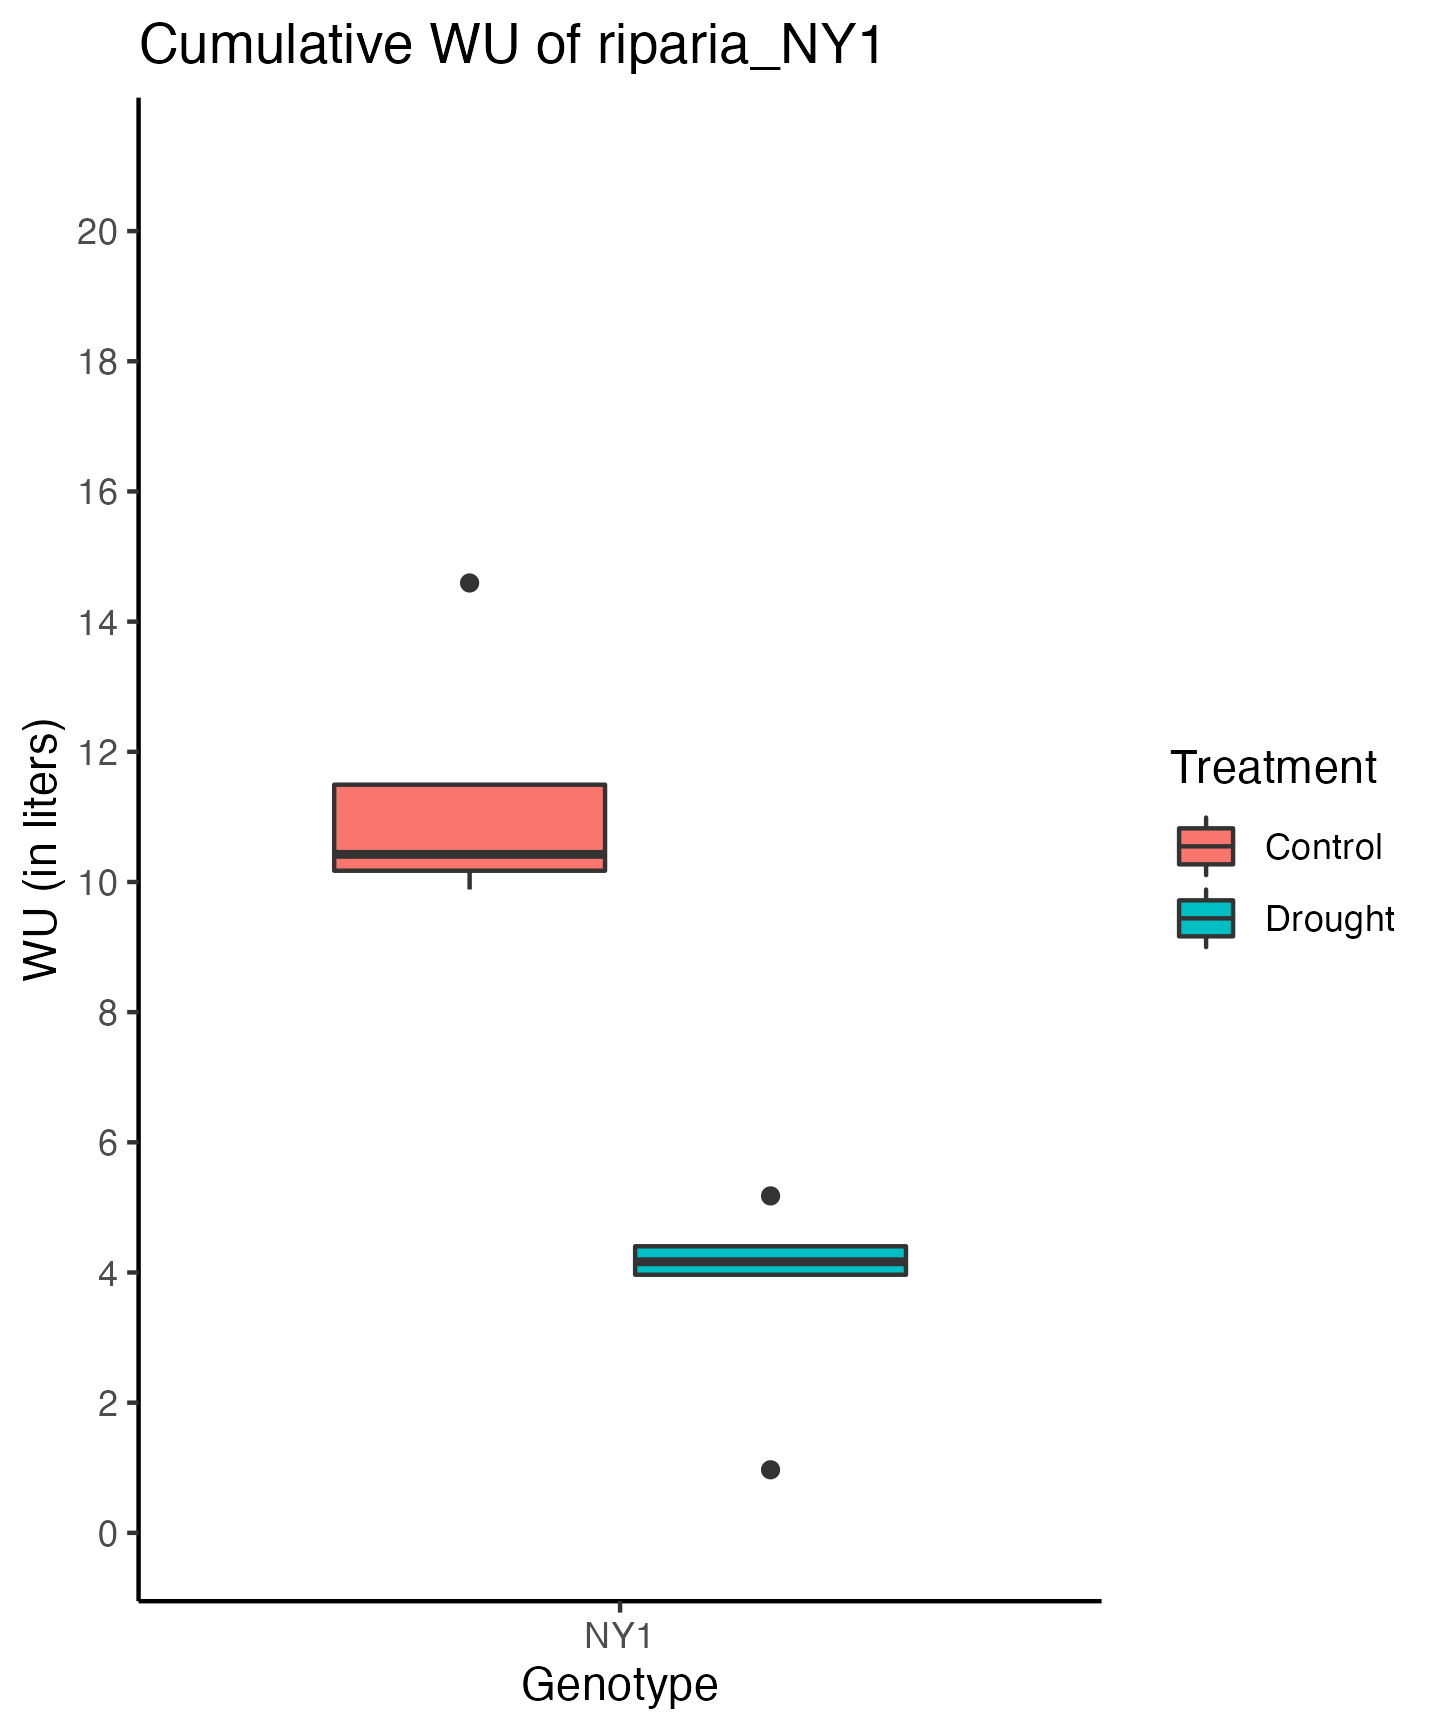 Cumulative WU of riparia_NY1
20
18
16
14
12
10
8
6
4
2
0
WU (in liters)
NY1
Genotype
Treatment
Control
Drought